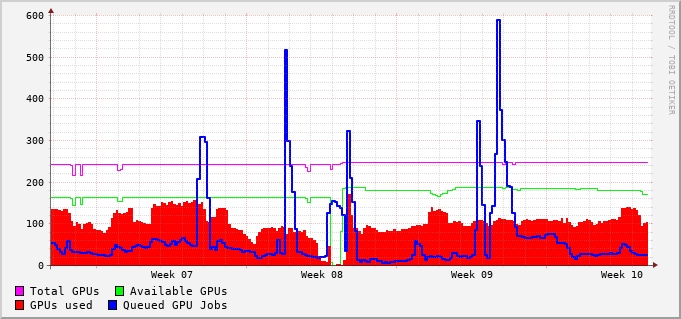 600
500
400
300
200
100
0
Week 07 Week 08 Week 09 Week 10
Total GPUs Available GPUs
GPUs used Queued GPU Jobs
RRDTOOL / TOBI OETIKER